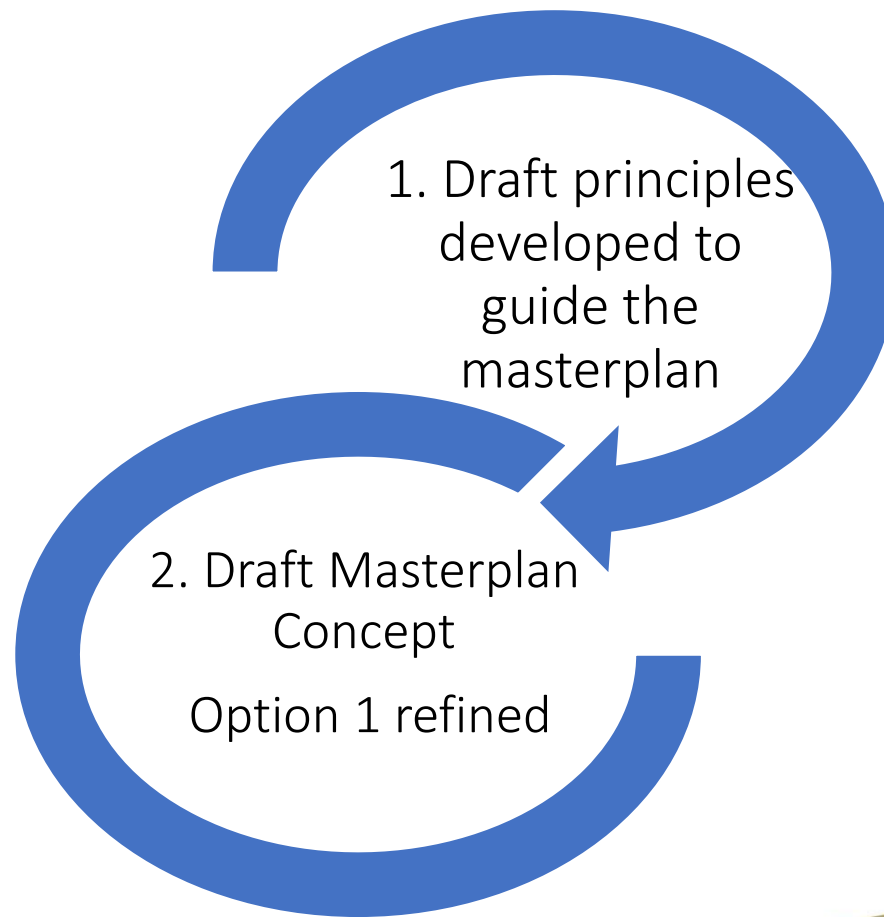 1. Draft principles
developed to
guide the
masterplan
2. Draft Masterplan
Concept
Option 1 refined